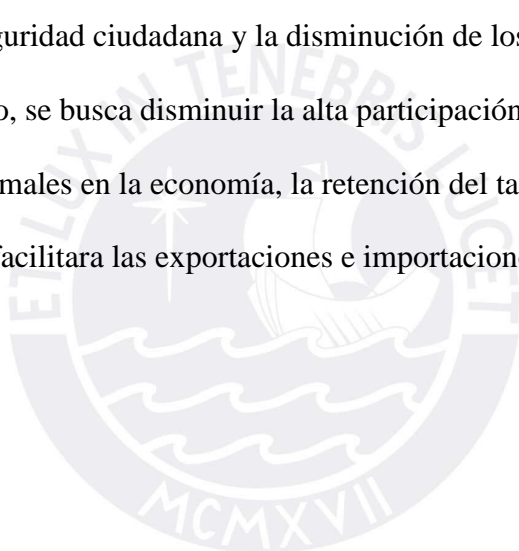 guridad ciudadana y la disminución de los
o, se busca disminuir la alta participación
males en la economía, la retención del ta
facilitara las exportaciones e importacion
ET LUX IN TENEBRIS LUCET
MCMXVII